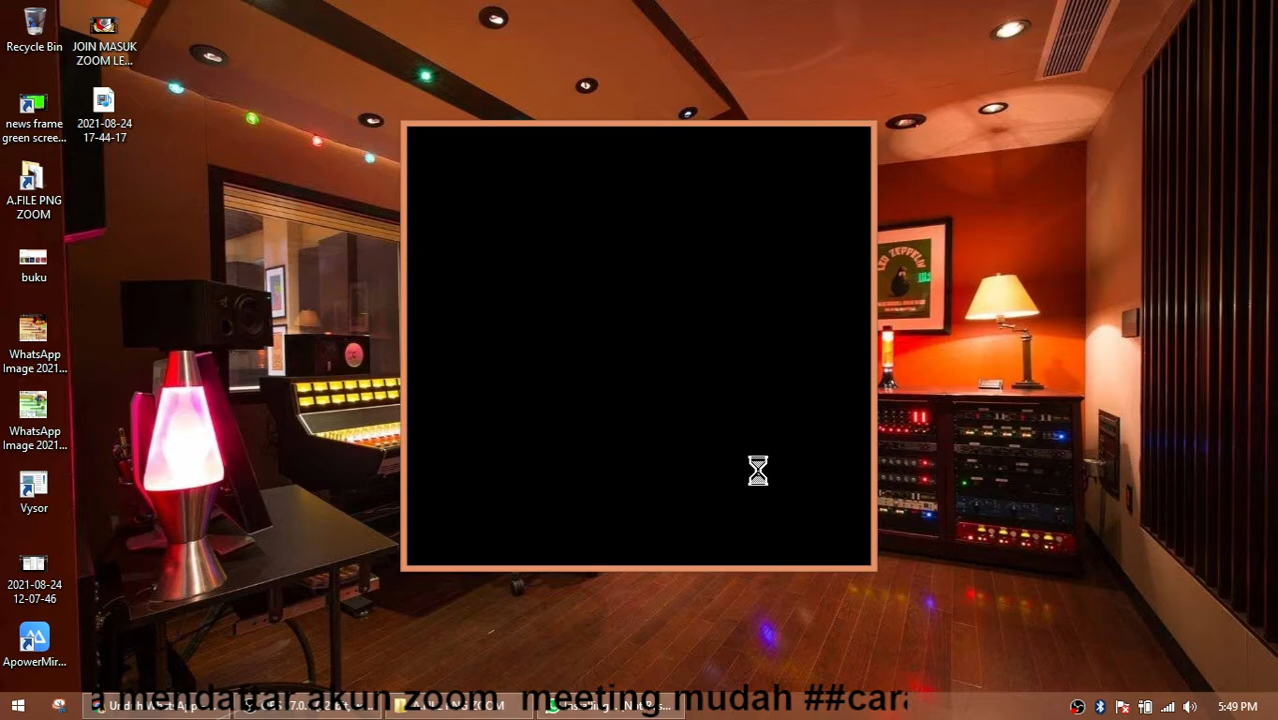 Recycle Bin
JOIN MASUK
ZOOM LE...
news frame
green scree...
2021-08-24
17-44-17
A.FILE PNG
ZOOM
buku
WhatsApp
Image 2021...
WhatsApp
Image 2021...
Vysor
2021-08-24
12-07-46
ApowerMir...
LED ZEPPELIN
a mendaftar akun zoom meeting mudah ##cara
5:49 PM